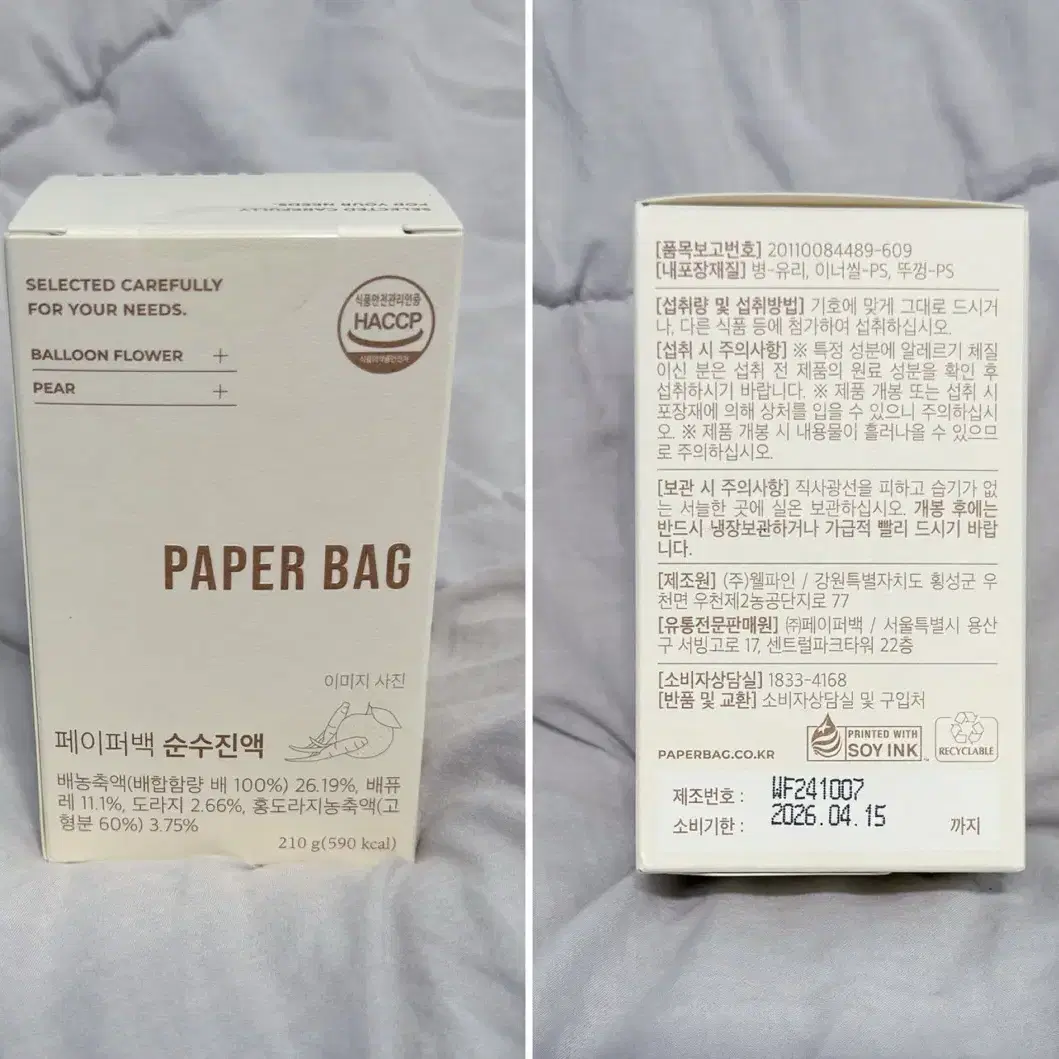 SELECTED CAREFULLY
FOR YOUR NEEDS.
SELECTED CAREFULLY
FOR YOUR NEEDS.
식품안전관리인증
HACCP
식품의약품안전처
BALLOON FLOWER +
PEAR +
PAPER BAG
이미지 사진
페이퍼백 순수진액
배농축액(배합함량 배 100%) 26.19%, 배퓨
레 11.1%, 도라지 2.66%, 홍도라지농축액(고
형분 60%) 3.75%
210 g(590 kcal)
[품목보고번호] 20110084489-609
[내포장재질] 병-유리, 이너씰-PS, 뚜껑-PS
[섭취량 및 섭취방법] 기호에 맞게 그대로 드시거
나, 다른 식품 등에 첨가하여 섭취하십시오.
[섭취 시 주의사항] ※ 특정 성분에 알레르기 체질
이신 분은 섭취 전 제품의 원료 성분을 확인 후
섭취하시기 바랍니다. ※ 제품 개봉 또는 섭취 시
포장재에 의해 상처를 입을 수 있으니 주의하십시
오. ※ 제품 개봉 시 내용물이 흘러나올 수 있으므
로 주의하십시오.
[보관 시 주의사항] 직사광선을 피하고 습기가 없
는 서늘한 곳에 실온 보관하십시오. 개봉 후에는
반드시 냉장보관하거나 가급적 빨리 드시기 바랍
니다.
[제조원] (주)웰파인 / 강원특별자치도 횡성군 우
천면 우천제2농공단지로 77
[유통전문판매원] ㈜페이퍼백 / 서울특별시 용산
구 서빙고로 17, 센트럴파크타워 22층
[소비자상담실] 1833-4168
[반품 및 교환] 소비자상담실 및 구입처
PAPERBAG.CO.KR
PRINTED WITH
SOY INK™
RECYCLABLE
제조번호 : WF241007
소비기한 : 2026.04.15 까지